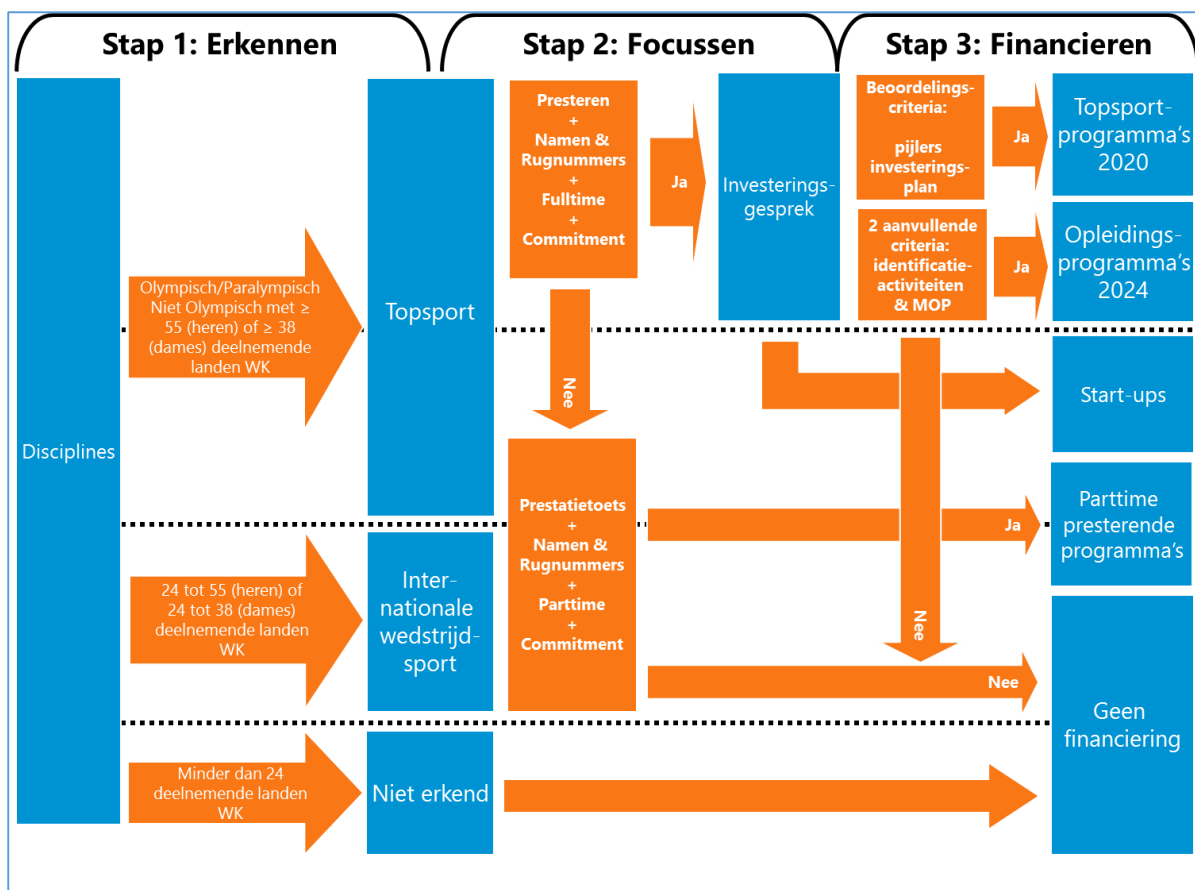 Stap 1: Erkennen
Stap 2: Focussen
Stap 3: Financieren
Disciplines
Olympisch/Paralympisch
Niet Olympisch met ≥
55 (heren) of ≥ 38
(dames) deelnemende
landen WK
Topsport
Presteren
+
Namen &
Rugnummers
+
Fulltime
+
Commitment
Ja
Investerings-
gesprek
Beoordelings-
criteria:
pijlers
investerings-
plan
Ja
Topsport-
programma's
2020
2 aanvullende
criteria:
identificatie-
activiteiten
& MOP
Ja
Opleidings-
programma's
2024
Nee
Start-ups
24 tot 55 (heren) of
24 tot 38 (dames)
deelnemende landen
WK
Inter-
nationale
wedstrijd-
sport
Prestatietoets
+
Namen &
Rugnummers
+
Parttime
+
Commitment
Ja
Parttime
presterende
programma's
Nee
Nee
Geen
financiering
Minder dan 24
deelnemende landen
WK
Niet erkend